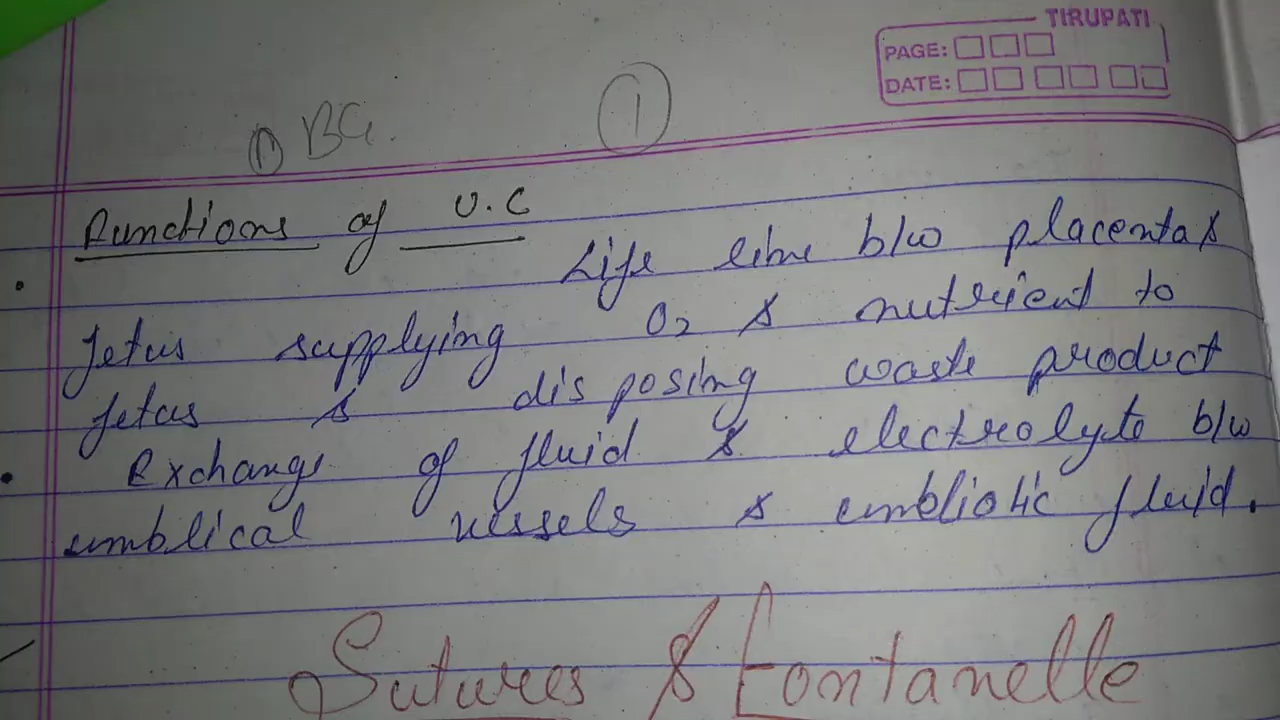 TIRUPATI
PAGE:
DATE:
① BG.
①
Functions of U.C
• Life line b/w placenta &
fetus supplying O2 & nutrient to
fetus & disposing waste product
• Exchange of fluid & electrolyte b/w
umblical vessels & umbliotic fluid.
Sutures & Fontanelle